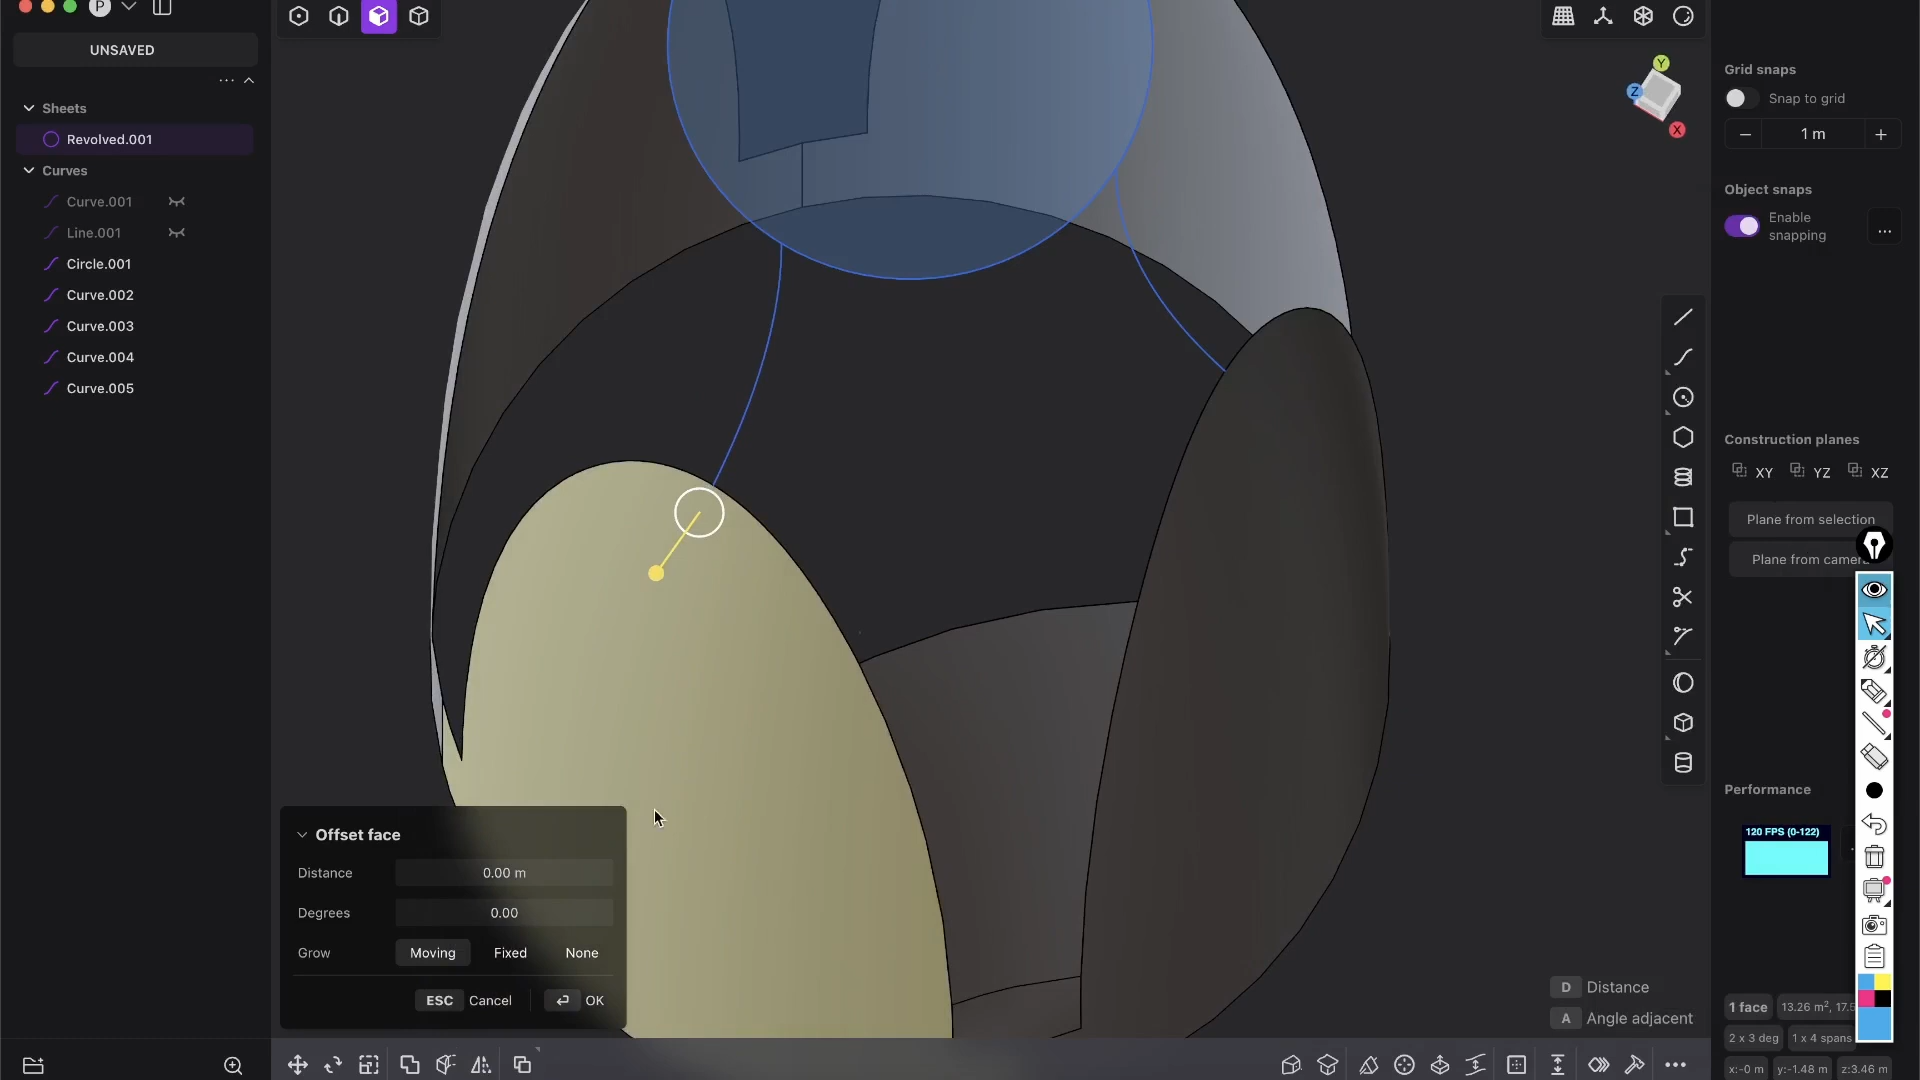 P
UNSAVED
Sheets
Revolved.001
Curves
Curve.001
Line.001
Circle.001
Curve.002
Curve.003
Curve.004
Curve.005
Offset face
Distance
0.00 m
Degrees
0.00
Grow
Moving
Fixed
None
ESC
Cancel
OK
Y
Z
X
Grid snaps
Snap to grid
1 m
Object snaps
Enable
snapping
Construction planes
XY
YZ
XZ
Plane from selection
Plane from camera
Performance
120 FPS (0-122)
D
Distance
A
Angle adjacent
1 face
13.26 m², 17.5
2 x 3 deg
1 x 4 spans
x:-0 m
y:-1.48 m
z:3.46 m